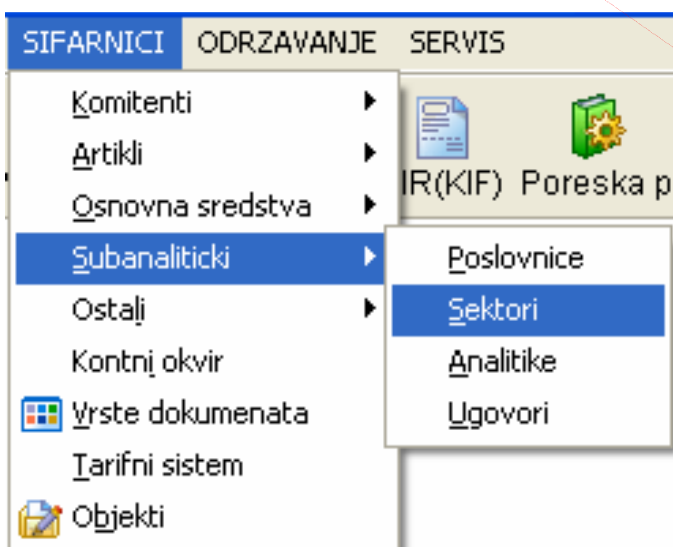 SIFARNICI ODRZAVANJE SERVIS
Komitenti
Artikli
IR(KIF) Poreska p
Osnovna sredstva
Subanaliticki
Poslovnice
Ostali
Sektori
Kontni okvir
Analitike
Vrste dokumenata
Ugovori
Tarifni sistem
Objekti